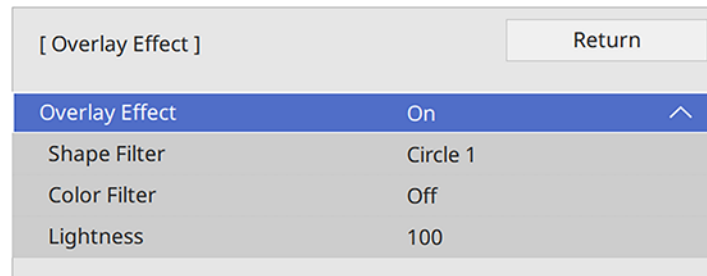 [ Overlay Effect ] Return
Overlay Effect On
Shape Filter Circle 1
Color Filter Off
Lightness 100